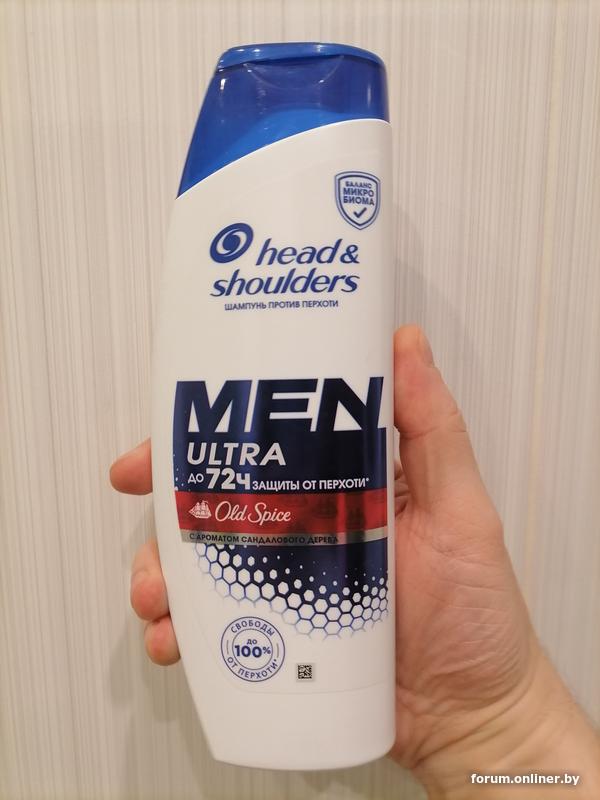 БАЛАНС
МИКРО
БИОМА
head &
shoulders
ШАМПУНЬ ПРОТИВ ПЕРХОТИ
MEN
ULTRA
ДО 72Ч ЗАЩИТЫ ОТ ПЕРХОТИ*
Old Spice
С АРОМАТОМ САНДАЛОВОГО ДЕРЕВА
СВОБОДЫ
ДО
100%
ОТ ПЕРХОТИ*
forum.onliner.by